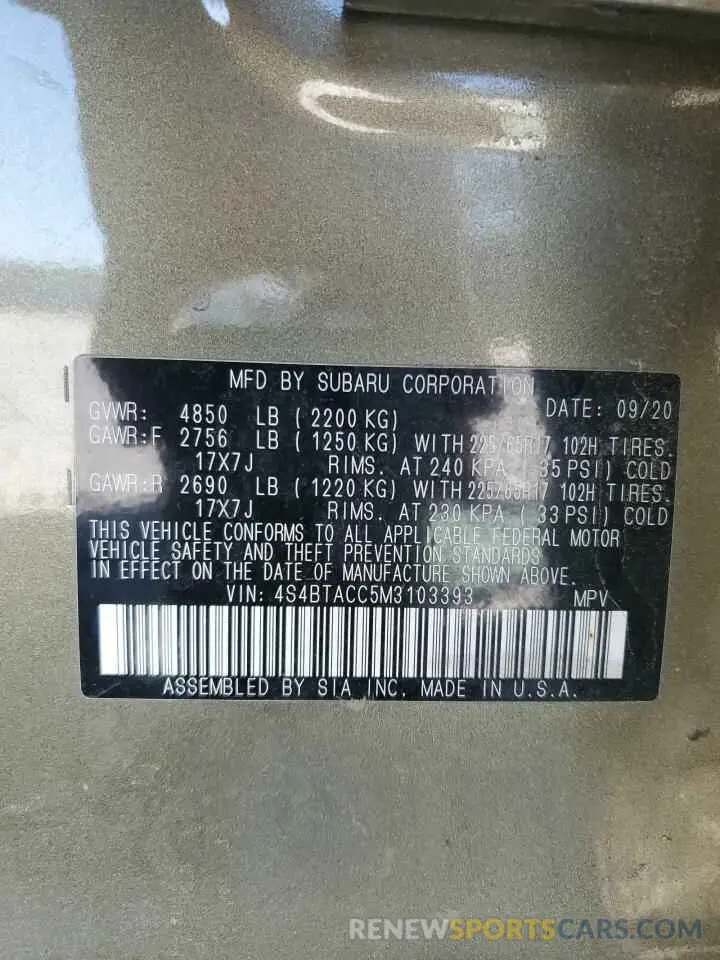 MFD BY SUBARU CORPORATION
GVWR: 4850 LB (2200 KG) DATE: 09/20
GAWR:F 2756 LB (1250 KG) WITH 225/65R17 102H TIRES.
17X7J RIMS. AT 240 KPA (35 PSI) COLD
GAWR:R 2690 LB (1220 KG) WITH 225/65R17 102H TIRES.
17X7J RIMS. AT 230 KPA (33 PSI) COLD
THIS VEHICLE CONFORMS TO ALL APPLICABLE FEDERAL MOTOR
VEHICLE SAFETY AND THEFT PREVENTION STANDARDS
IN EFFECT ON THE DATE OF MANUFACTURE SHOWN ABOVE.
VIN: 4S4BTACC5M3103393 MPV
ASSEMBLED BY SIA INC. MADE IN U.S.A.
RENEWSPORTSCARS.COM